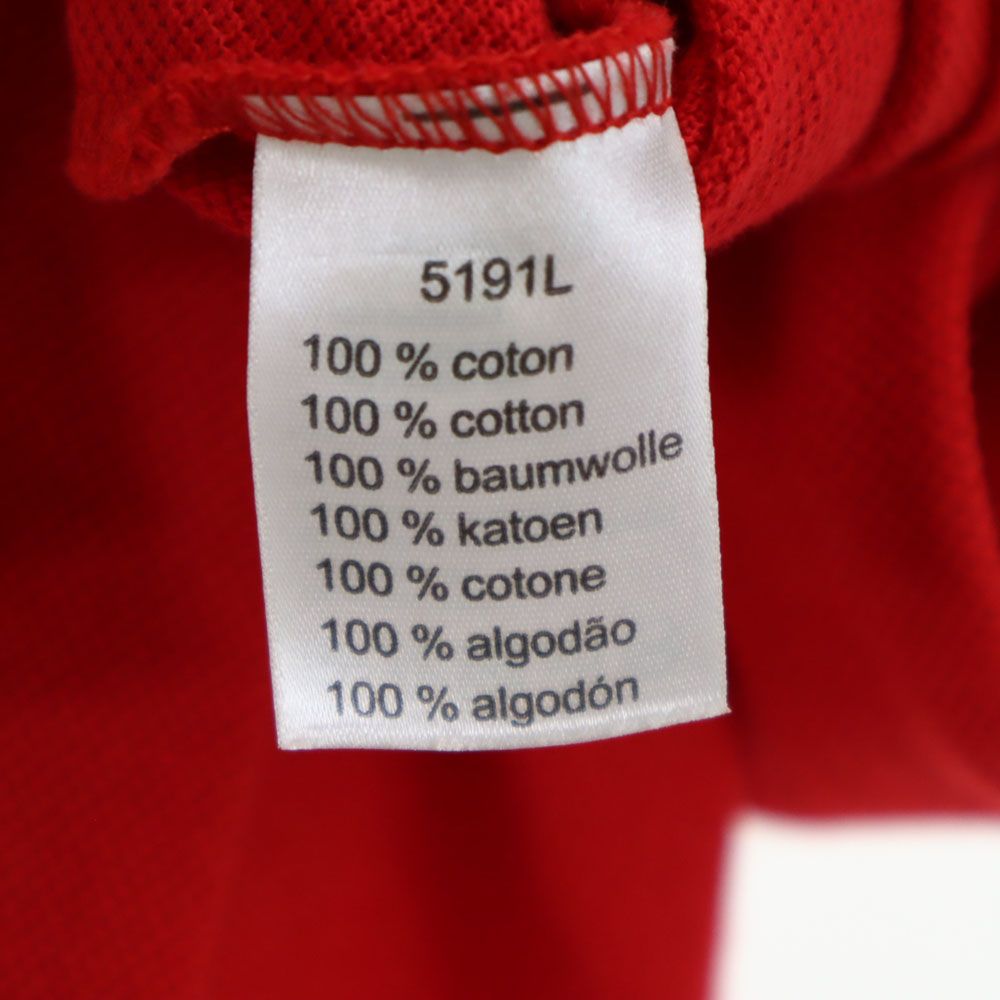 5191L
100 % coton
100 % cotton
100 % baumwolle
100 % katoen
100 % cotone
100 % algodão
100 % algodón